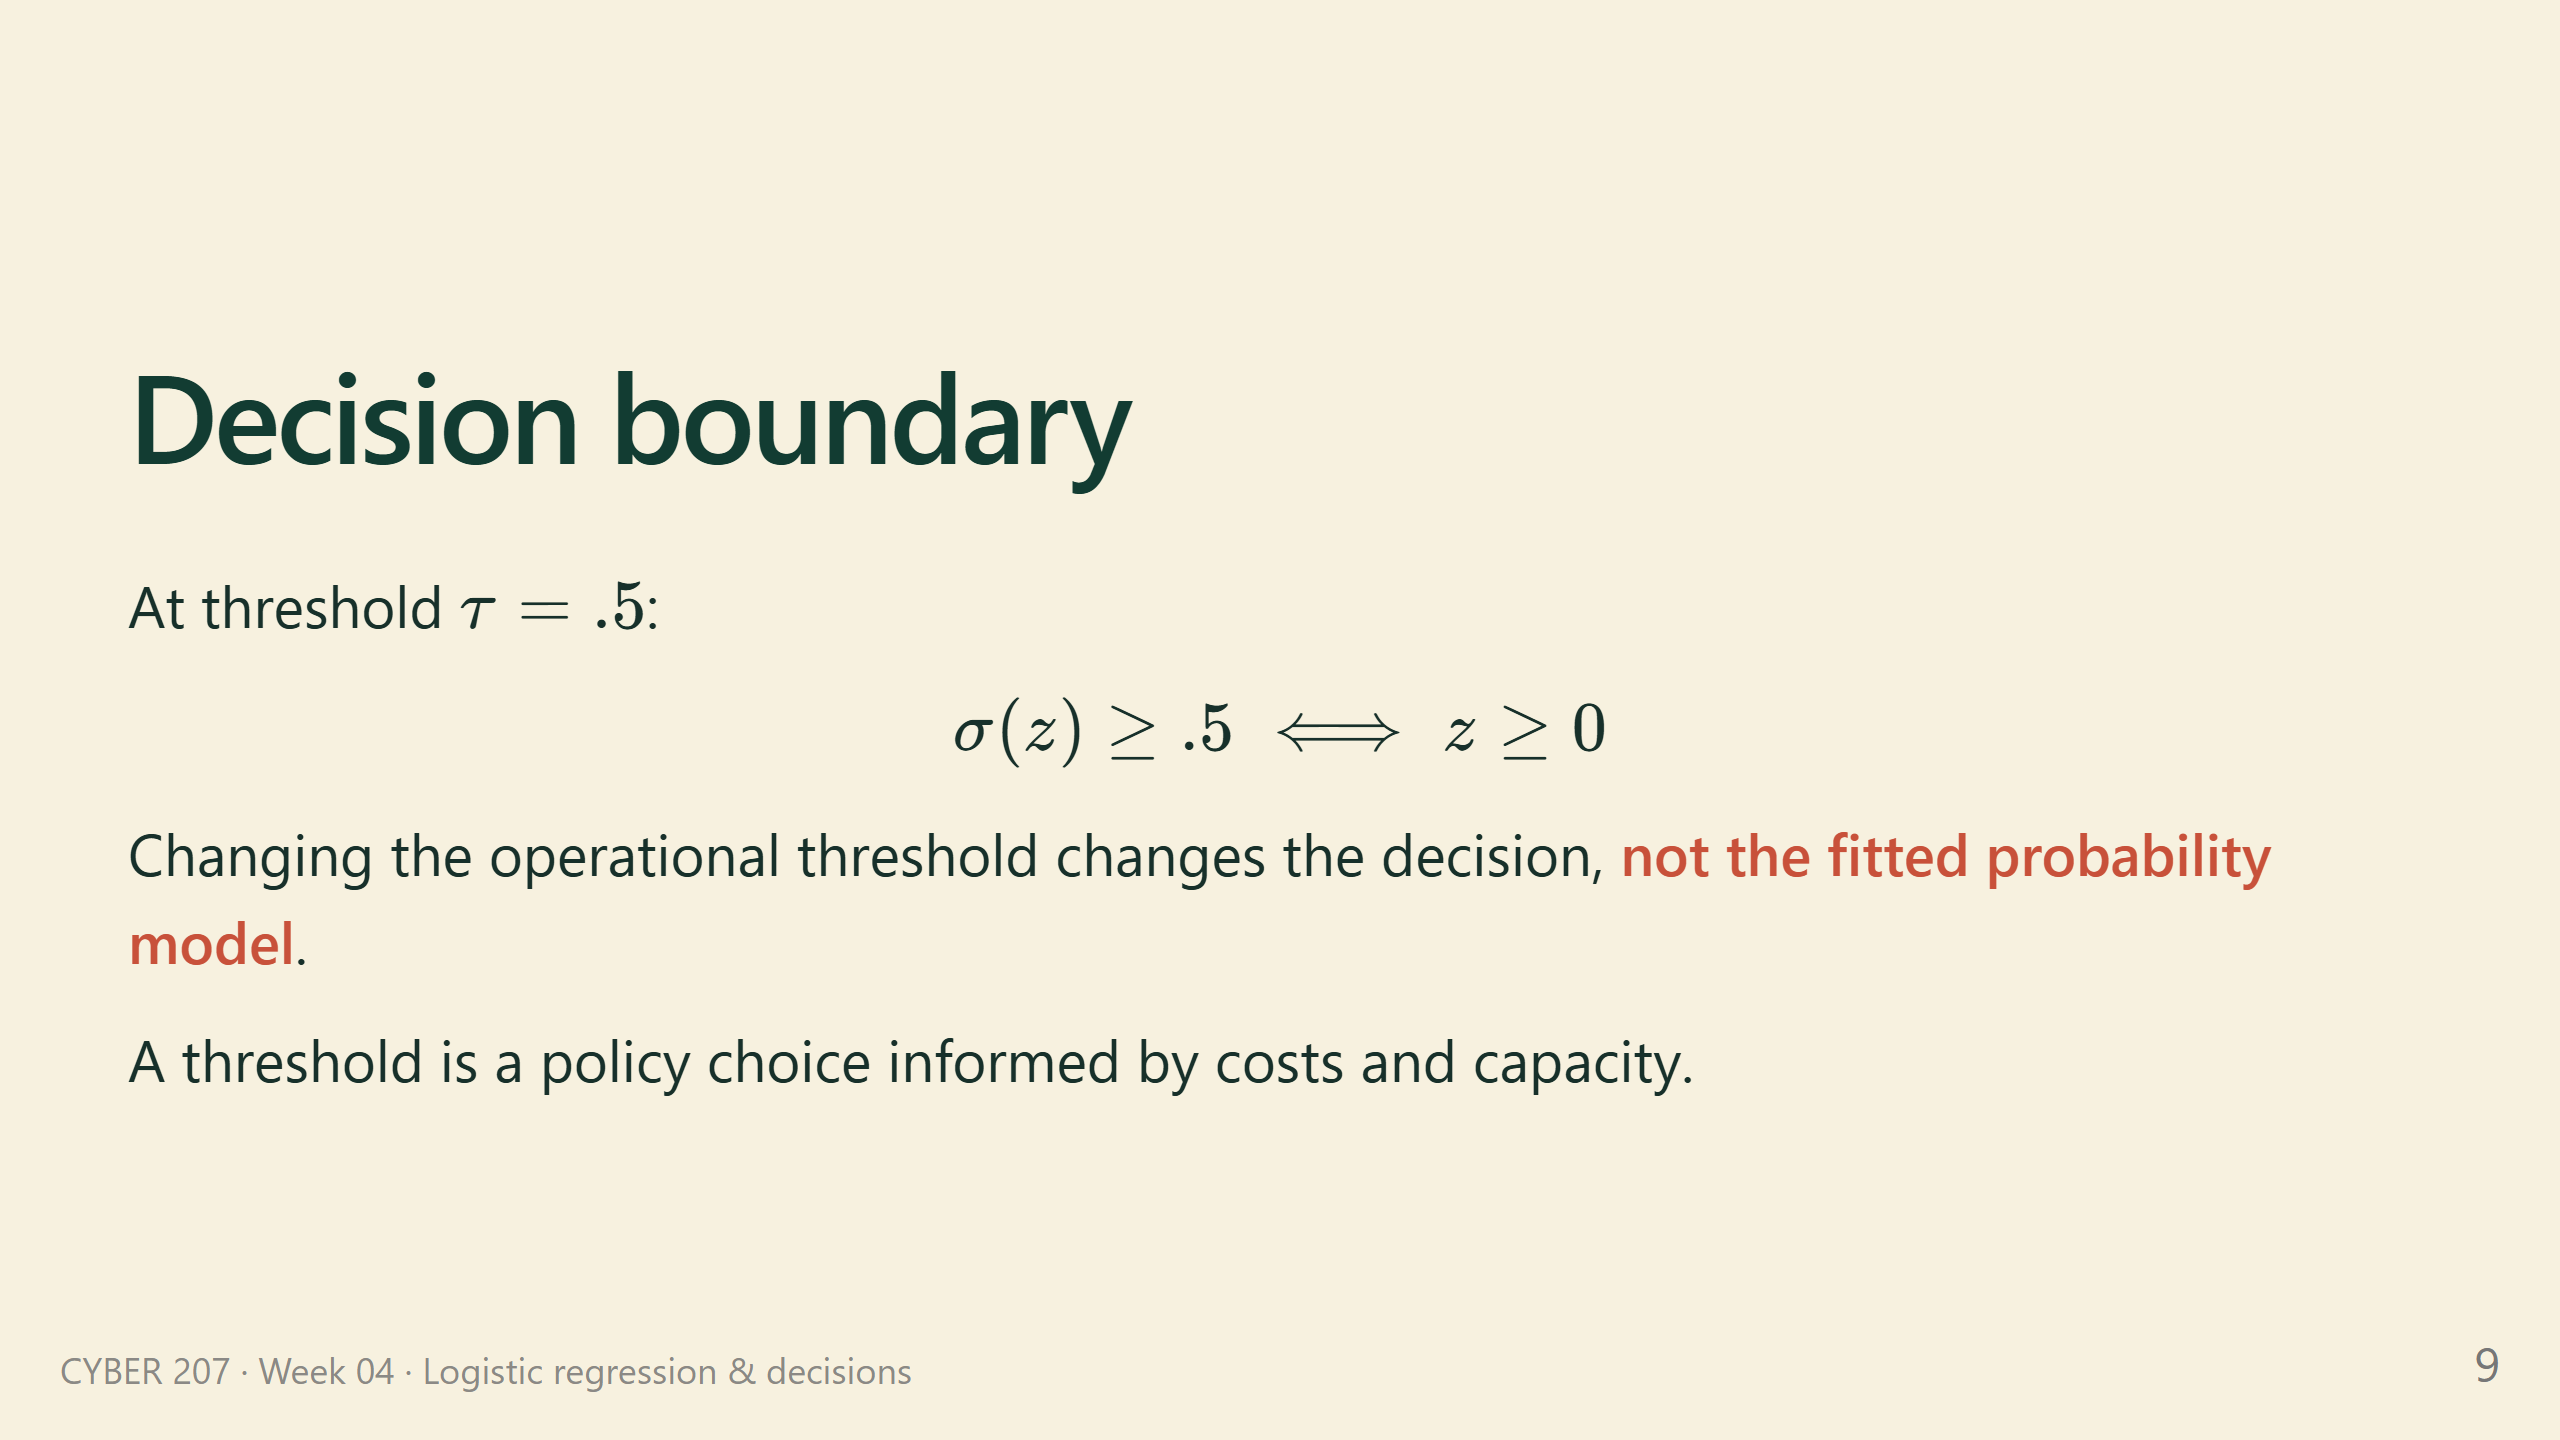 Decision boundary
At threshold τ = .5:
σ(z) ≥ .5 ⟺ z ≥ 0
Changing the operational threshold changes the decision, not the fitted probability
model.
A threshold is a policy choice informed by costs and capacity.
CYBER 207 · Week 04 · Logistic regression & decisions
9